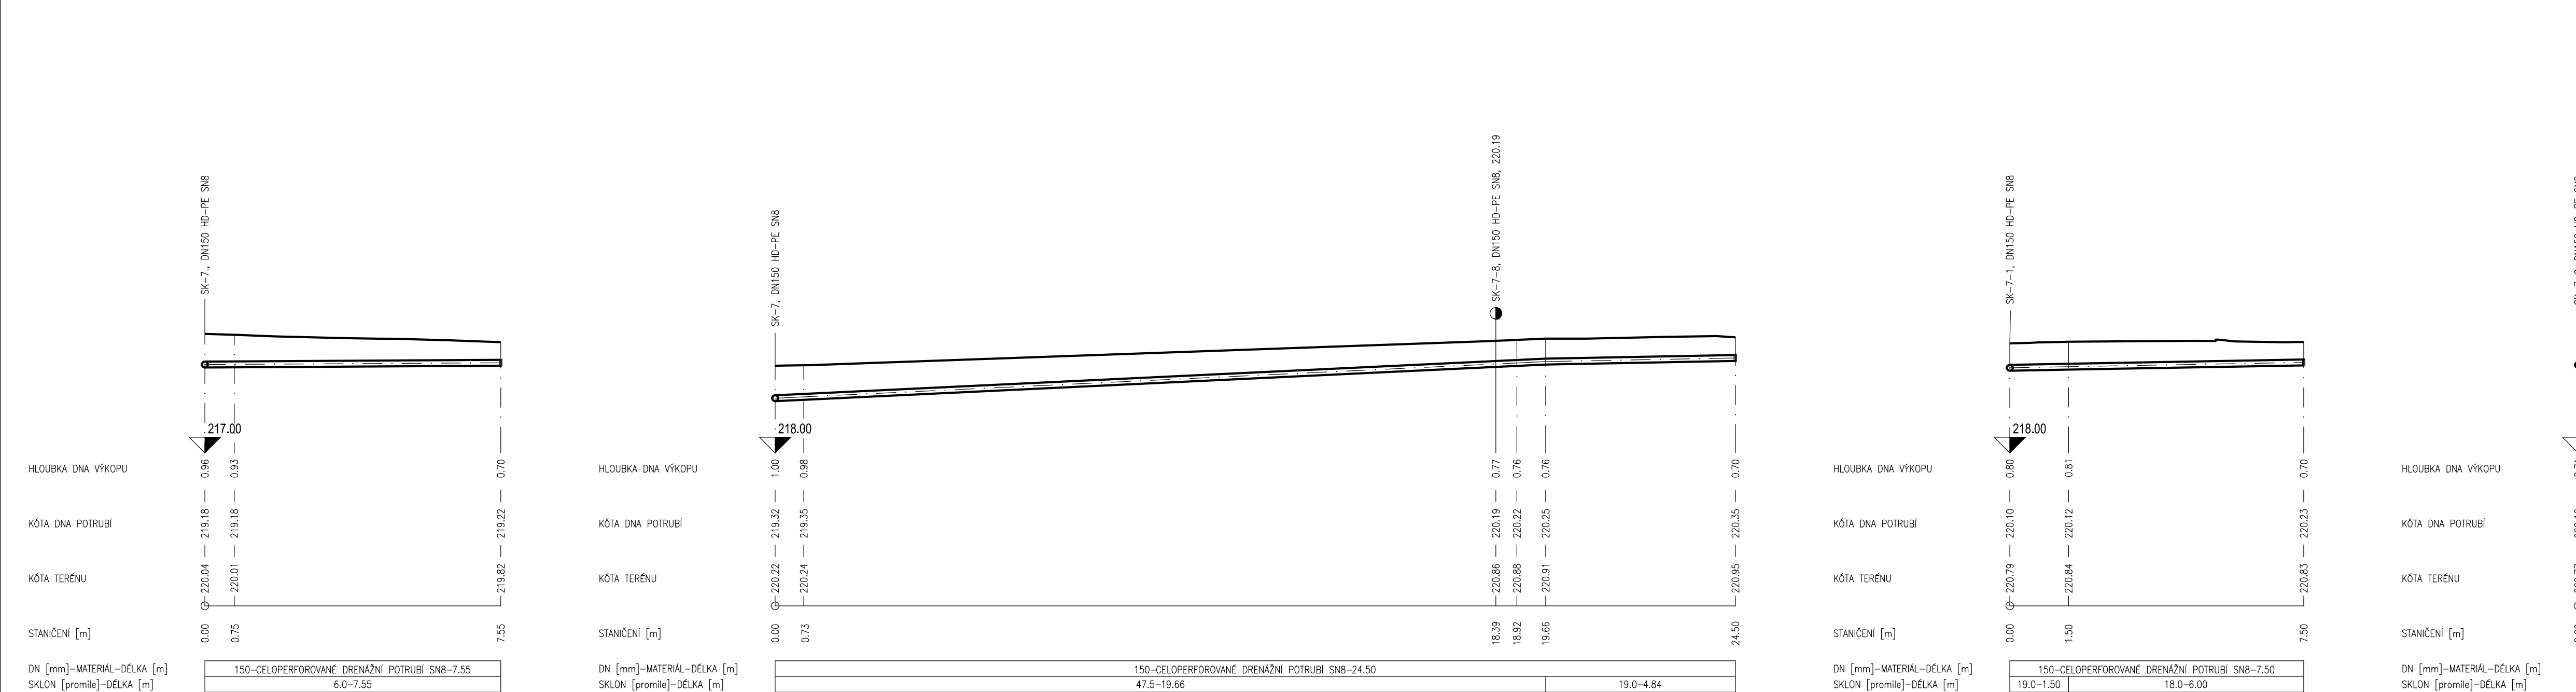 SK-7., DN150 HD-PE SN8
217.00
HLOUBKA DNA VÝKOPU
0.96
0.93
0.70
KÓTA DNA POTRUBÍ
219.18
219.18
219.22
KÓTA TERÉNU
220.04
220.01
219.82
STANIČENÍ [m]
0.00
0.75
7.55
DN [mm]-MATERIÁL-DÉLKA [m]
150-CELOPERFOROVANÉ DRENÁŽNÍ POTRUBÍ SN8-7.55
SKLON [promile]-DÉLKA [m]
6.0-7.55
SK-7, DN150 HD-PE SN8
SK-7-8, DN150 HD-PE SN8, 220.19
218.00
HLOUBKA DNA VÝKOPU
1.00
0.98
0.77
0.76
0.76
0.70
KÓTA DNA POTRUBÍ
219.32
219.35
220.19
220.22
220.25
220.35
KÓTA TERÉNU
220.22
220.24
220.86
220.88
220.91
220.95
STANIČENÍ [m]
0.00
0.73
18.39
18.92
19.66
24.50
DN [mm]-MATERIÁL-DÉLKA [m]
150-CELOPERFOROVANÉ DRENÁŽNÍ POTRUBÍ SN8-24.50
SKLON [promile]-DÉLKA [m]
47.5-19.66
19.0-4.84
SK-7-1, DN150 HD-PE SN8
218.00
HLOUBKA DNA VÝKOPU
0.80
0.81
0.70
KÓTA DNA POTRUBÍ
220.10
220.12
220.23
KÓTA TERÉNU
220.79
220.84
220.83
STANIČENÍ [m]
0.00
1.50
7.50
DN [mm]-MATERIÁL-DÉLKA [m]
150-CELOPERFOROVANÉ DRENÁŽNÍ POTRUBÍ SN8-7.50
SKLON [promile]-DÉLKA [m]
19.0-1.50
18.0-6.00
HLOUBKA DNA VÝKOPU
KÓTA DNA POTRUBÍ
KÓTA TERÉNU
STANIČENÍ [m]
DN [mm]-MATERIÁL-DÉLKA [m]
SKLON [promile]-DÉLKA [m]